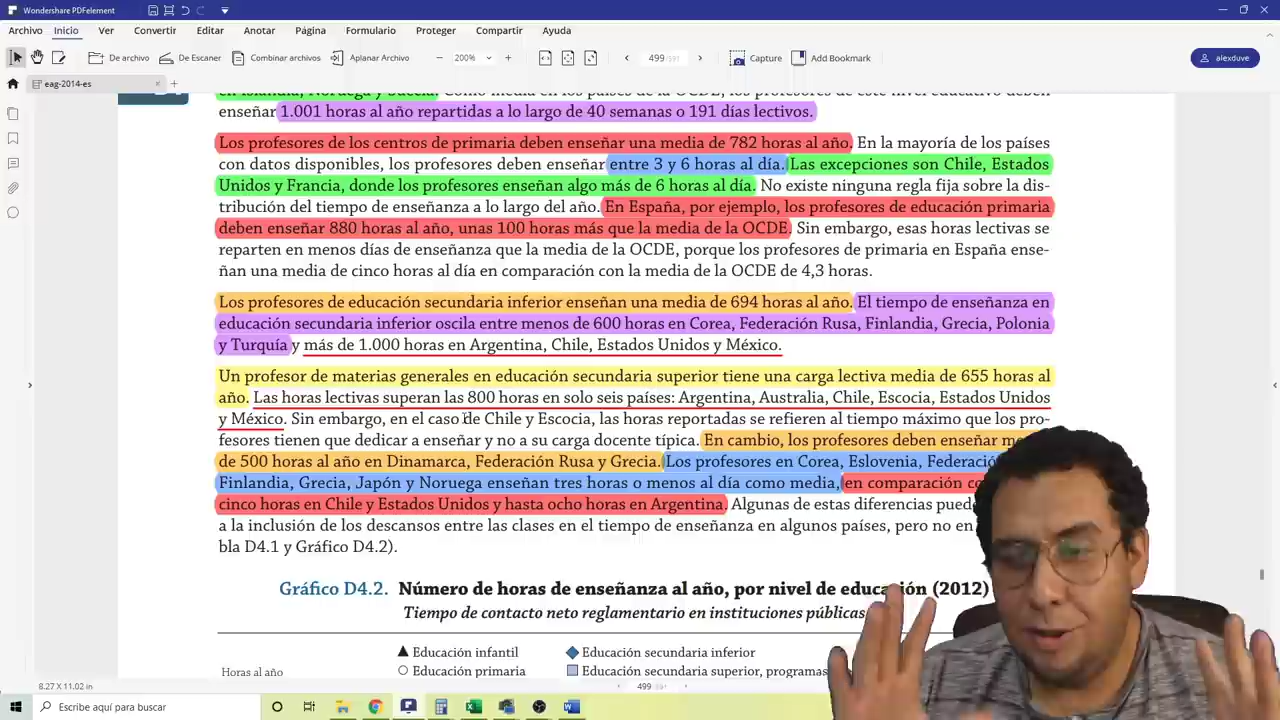 Wondershare PDFelement
Archivo Inicio Ver Convertir Editar Anotar Página Formulario Proteger Compartir Ayuda
De archivo De Escaner Combinar archivos Aplanar Archivo 200% 499/591 Capture Add Bookmark alexduve
eag-2014-es
en Islandia, Noruega y Suecia. Como media en los países de la OCDE, los profesores de este nivel educativo deben
enseñar 1.001 horas al año repartidas a lo largo de 40 semanas o 191 días lectivos.
Los profesores de los centros de primaria deben enseñar una media de 782 horas al año. En la mayoría de los países
con datos disponibles, los profesores deben enseñar entre 3 y 6 horas al día. Las excepciones son Chile, Estados
Unidos y Francia, donde los profesores enseñan algo más de 6 horas al día. No existe ninguna regla fija sobre la dis-
tribución del tiempo de enseñanza a lo largo del año. En España, por ejemplo, los profesores de educación primaria
deben enseñar 880 horas al año, unas 100 horas más que la media de la OCDE. Sin embargo, esas horas lectivas se
reparten en menos días de enseñanza que la media de la OCDE, porque los profesores de primaria en España ense-
ñan una media de cinco horas al día en comparación con la media de la OCDE de 4,3 horas.
Los profesores de educación secundaria inferior enseñan una media de 694 horas al año. El tiempo de enseñanza en
educación secundaria inferior oscila entre menos de 600 horas en Corea, Federación Rusa, Finlandia, Grecia, Polonia
y Turquía y más de 1.000 horas en Argentina, Chile, Estados Unidos y México.
Un profesor de materias generales en educación secundaria superior tiene una carga lectiva media de 655 horas al
año. Las horas lectivas superan las 800 horas en solo seis países: Argentina, Australia, Chile, Escocia, Estados Unidos
y México. Sin embargo, en el caso de Chile y Escocia, las horas reportadas se refieren al tiempo máximo que los pro-
fesores tienen que dedicar a enseñar y no a su carga docente típica. En cambio, los profesores deben enseñar
de 500 horas al año en Dinamarca, Federación Rusa y Grecia. Los profesores en Corea, Eslovenia,
Finlandia, Grecia, Japón y Noruega enseñan tres horas o menos al día como media, en comparación
cinco horas en Chile y Estados Unidos y hasta ocho horas en Argentina. Algunas de estas diferencias
a la inclusión de los descansos entre las clases en el tiempo de enseñanza en algunos países, pero no en
bla D4.1 y Gráfico D4.2).
Gráfico D4.2. Número de horas de enseñanza al año, por nivel de educación (2012)
Tiempo de contacto neto reglamentario en instituciones públicas
Educación infantil Educación secundaria inferior
Horas al año Educación primaria Educación secundaria superior, programas
8.27 x 11.02 in 499 /591
Escribe aquí para buscar